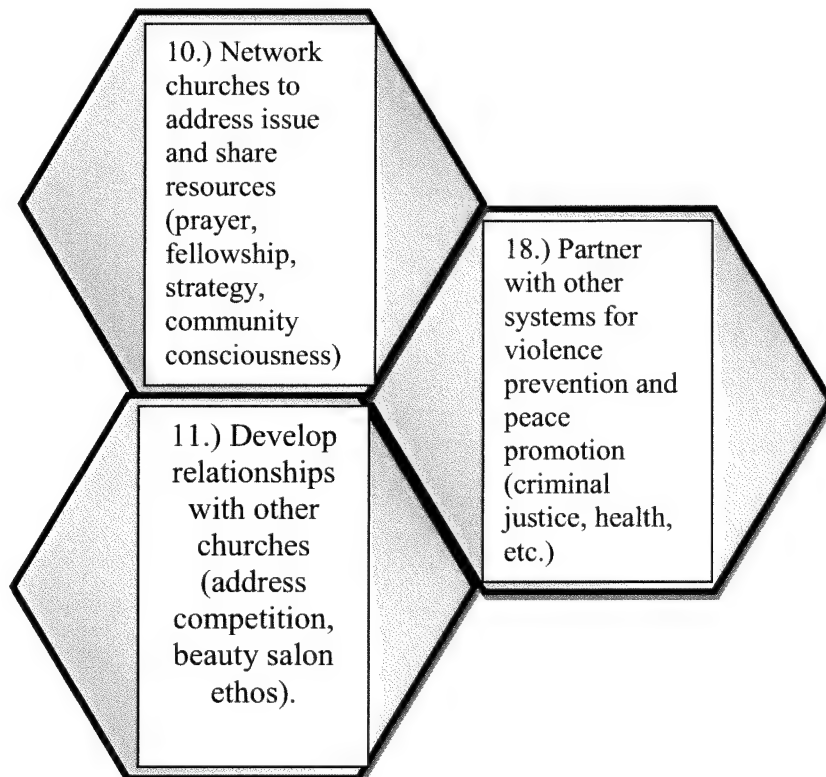 10.) Network
churches to
address issue
and share
resources
(prayer,
fellowship,
strategy,
community
consciousness)
18.) Partner
with other
systems for
violence
prevention and
peace
promotion
(criminal
justice, health,
etc.)
11.) Develop
relationships
with other
churches
(address
competition,
beauty salon
ethos).